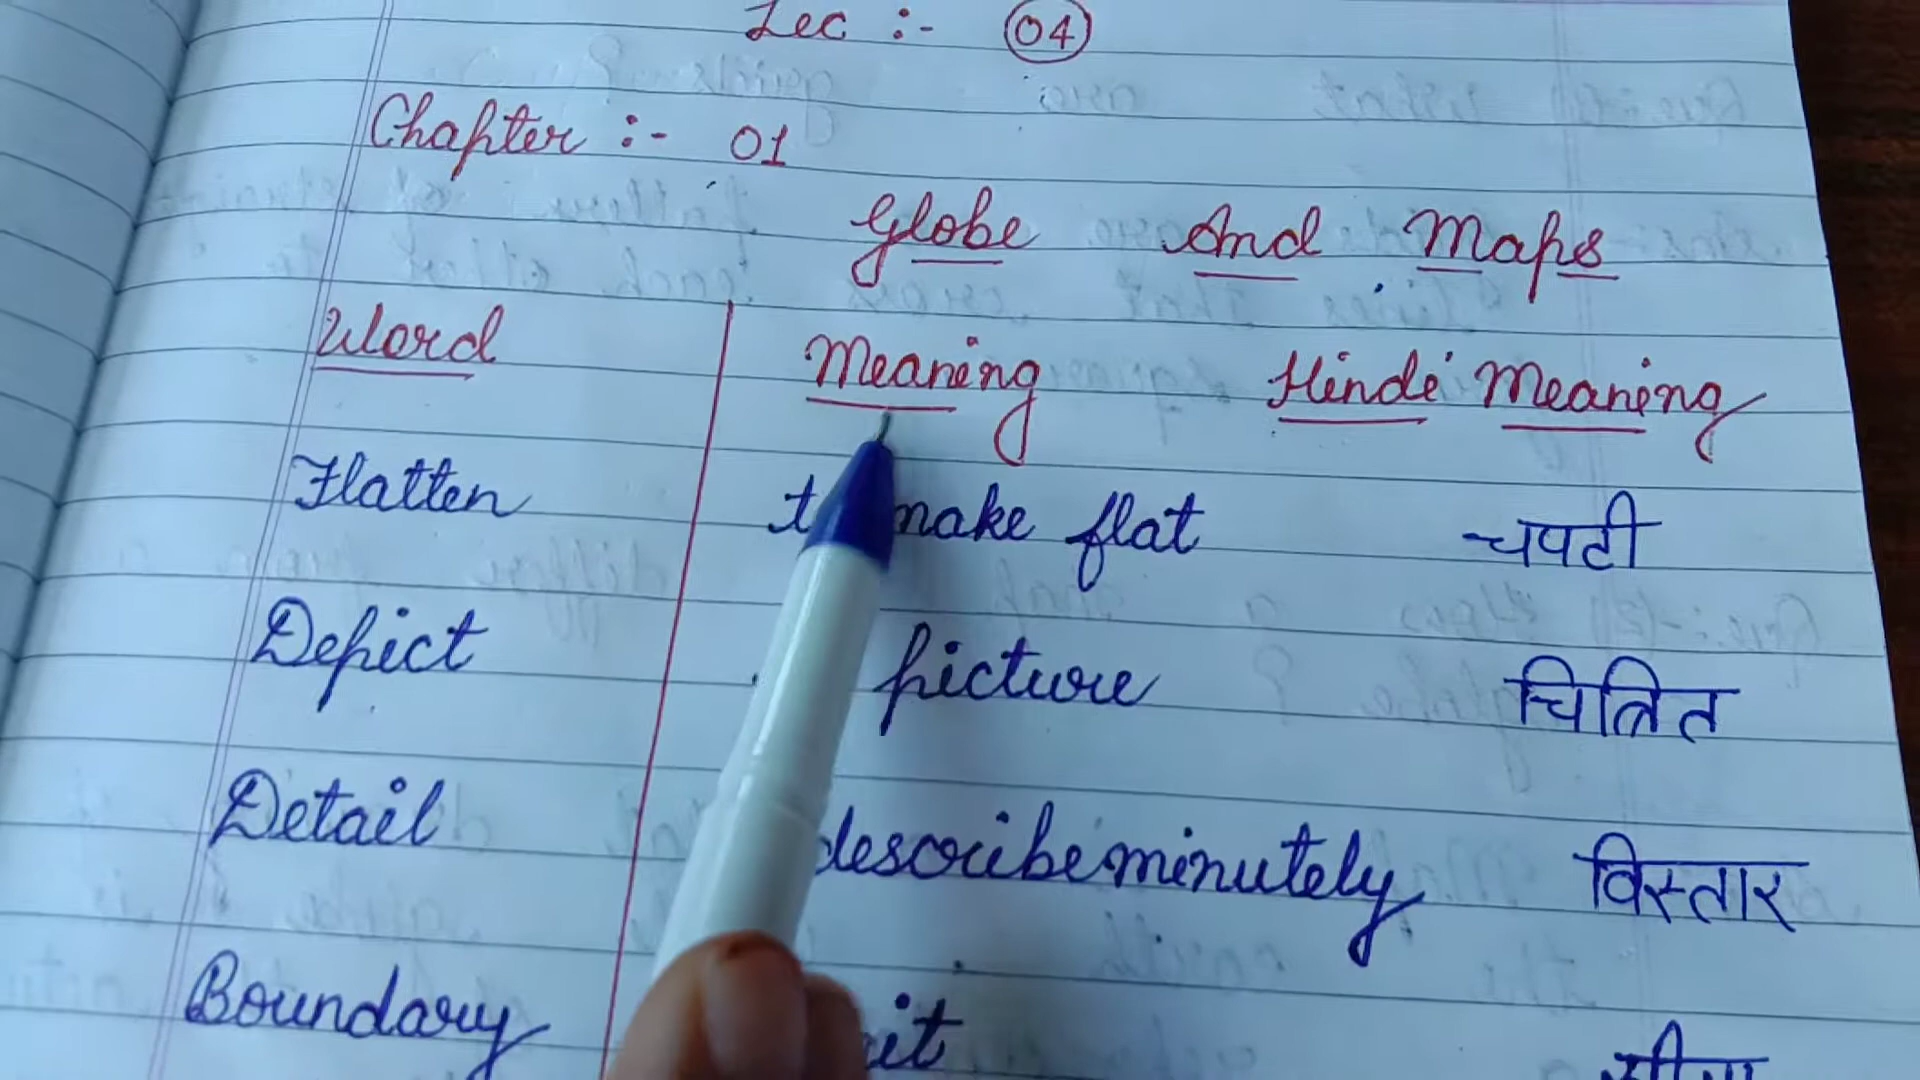 Lec :- 04
Chapter :- 01
Globe And Maps
Word Meaning Hindi Meaning
Flatten make flat चपटी
Depict picture चित्रित
Detail describe minutely विस्तार
Boundary